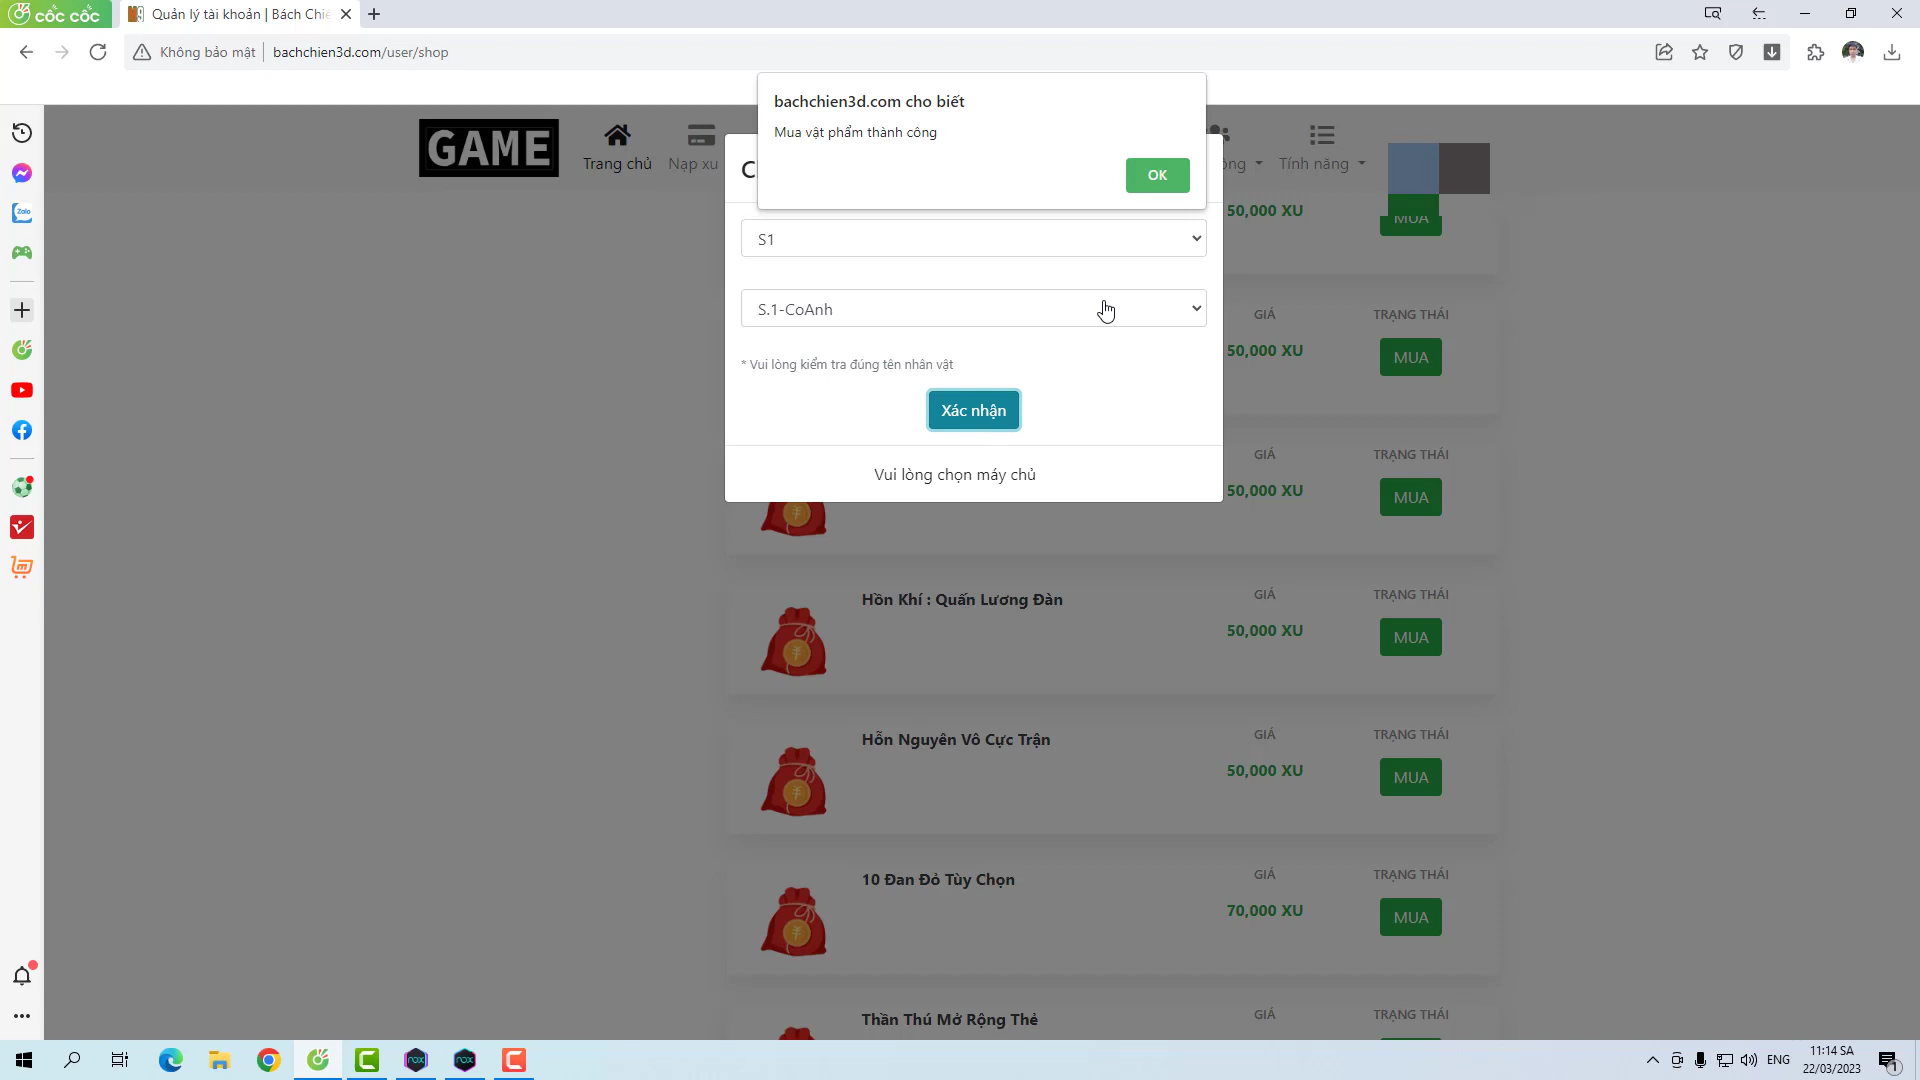 cốc cốc
Quản lý tài khoản | Bách Chiế
Không bảo mật
bachchien3d.com/user/shop
bachchien3d.com cho biết
Mua vật phẩm thành công
OK
GAME
Trang chủ
Nạp xu
Tính năng
C
50,000 XU
MUA
S1
S.1-CoAnh
* Vui lòng kiểm tra đúng tên nhân vật
Xác nhận
Vui lòng chọn máy chủ
GIÁ
TRẠNG THÁI
50,000 XU
MUA
GIÁ
TRẠNG THÁI
50,000 XU
MUA
Hồn Khí : Quấn Lương Đàn
GIÁ
TRẠNG THÁI
50,000 XU
MUA
Hỗn Nguyên Vô Cực Trận
GIÁ
TRẠNG THÁI
50,000 XU
MUA
10 Đan Đỏ Tùy Chọn
GIÁ
TRẠNG THÁI
70,000 XU
MUA
Thần Thú Mở Rộng Thẻ
GIÁ
TRẠNG THÁI
Zalo
nox
nox
ENG
11:14 SA
22/03/2023
1